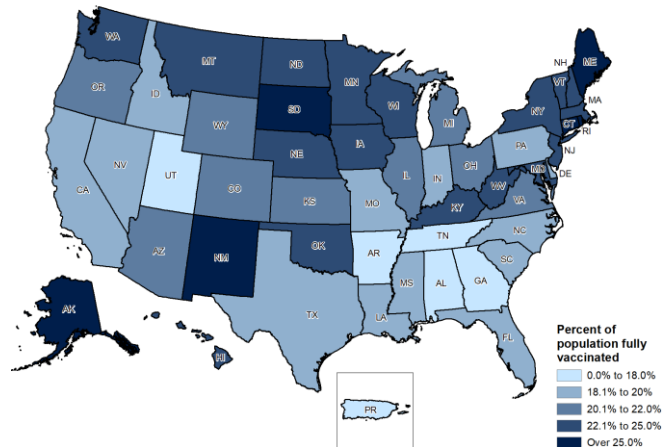 WA
MT
ND
MN
OR
ID
SD
WI
WY
MI
NH
VT
ME
NY
MA
CT
RI
NV
UT
CO
NE
IA
IL
IN
OH
PA
NJ
MD
DE
CA
KS
MO
KY
WV
VA
AZ
NM
OK
AR
TN
NC
SC
TX
LA
MS
AL
GA
FL
AK
HI
PR
Percent of
population fully
vaccinated
0.0% to 18.0%
18.1% to 20%
20.1% to 22.0%
22.1% to 25.0%
Over 25.0%